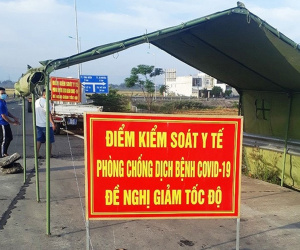 ĐIỂM KIỂM SOÁT Y TẾ
PHÒNG CHỐNG DỊCH BỆNH COVID-19
ĐỀ NGHỊ GIẢM TỐC ĐỘ